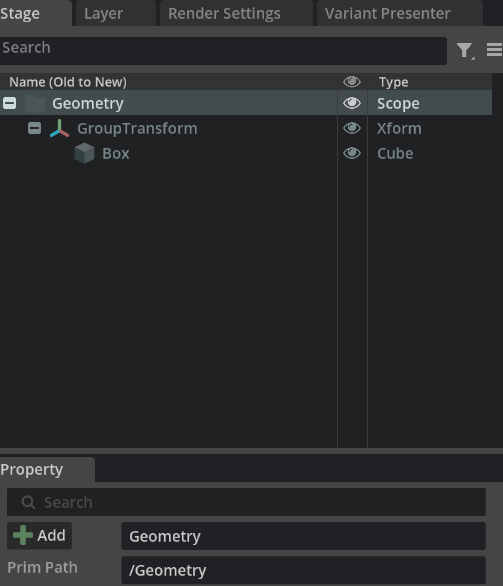 Stage Layer Render Settings Variant Presenter
Search
Name (Old to New) Type
Geometry Scope
GroupTransform Xform
Box Cube
Property
Search
Add Geometry
Prim Path /Geometry